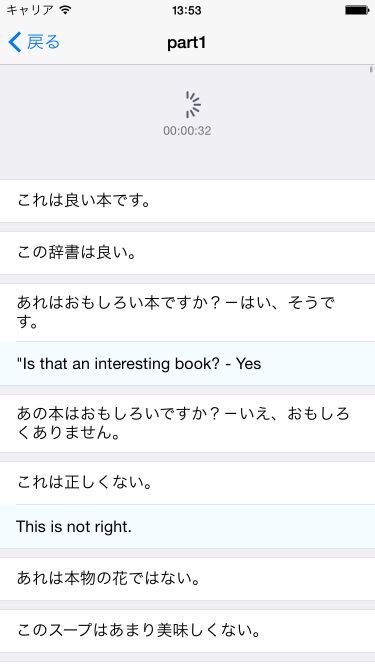 キャリア 13:53
戻る part1
00:00:32
これは良い本です。
この辞書は良い。
あれはおもしろい本ですか？－はい、そうで
す。
"Is that an interesting book? - Yes
あの本はおもしろいですか？－いえ、おもしろ
くありません。
これは正しくない。
This is not right.
あれは本物の花ではない。
このスープはあまり美味しくない。